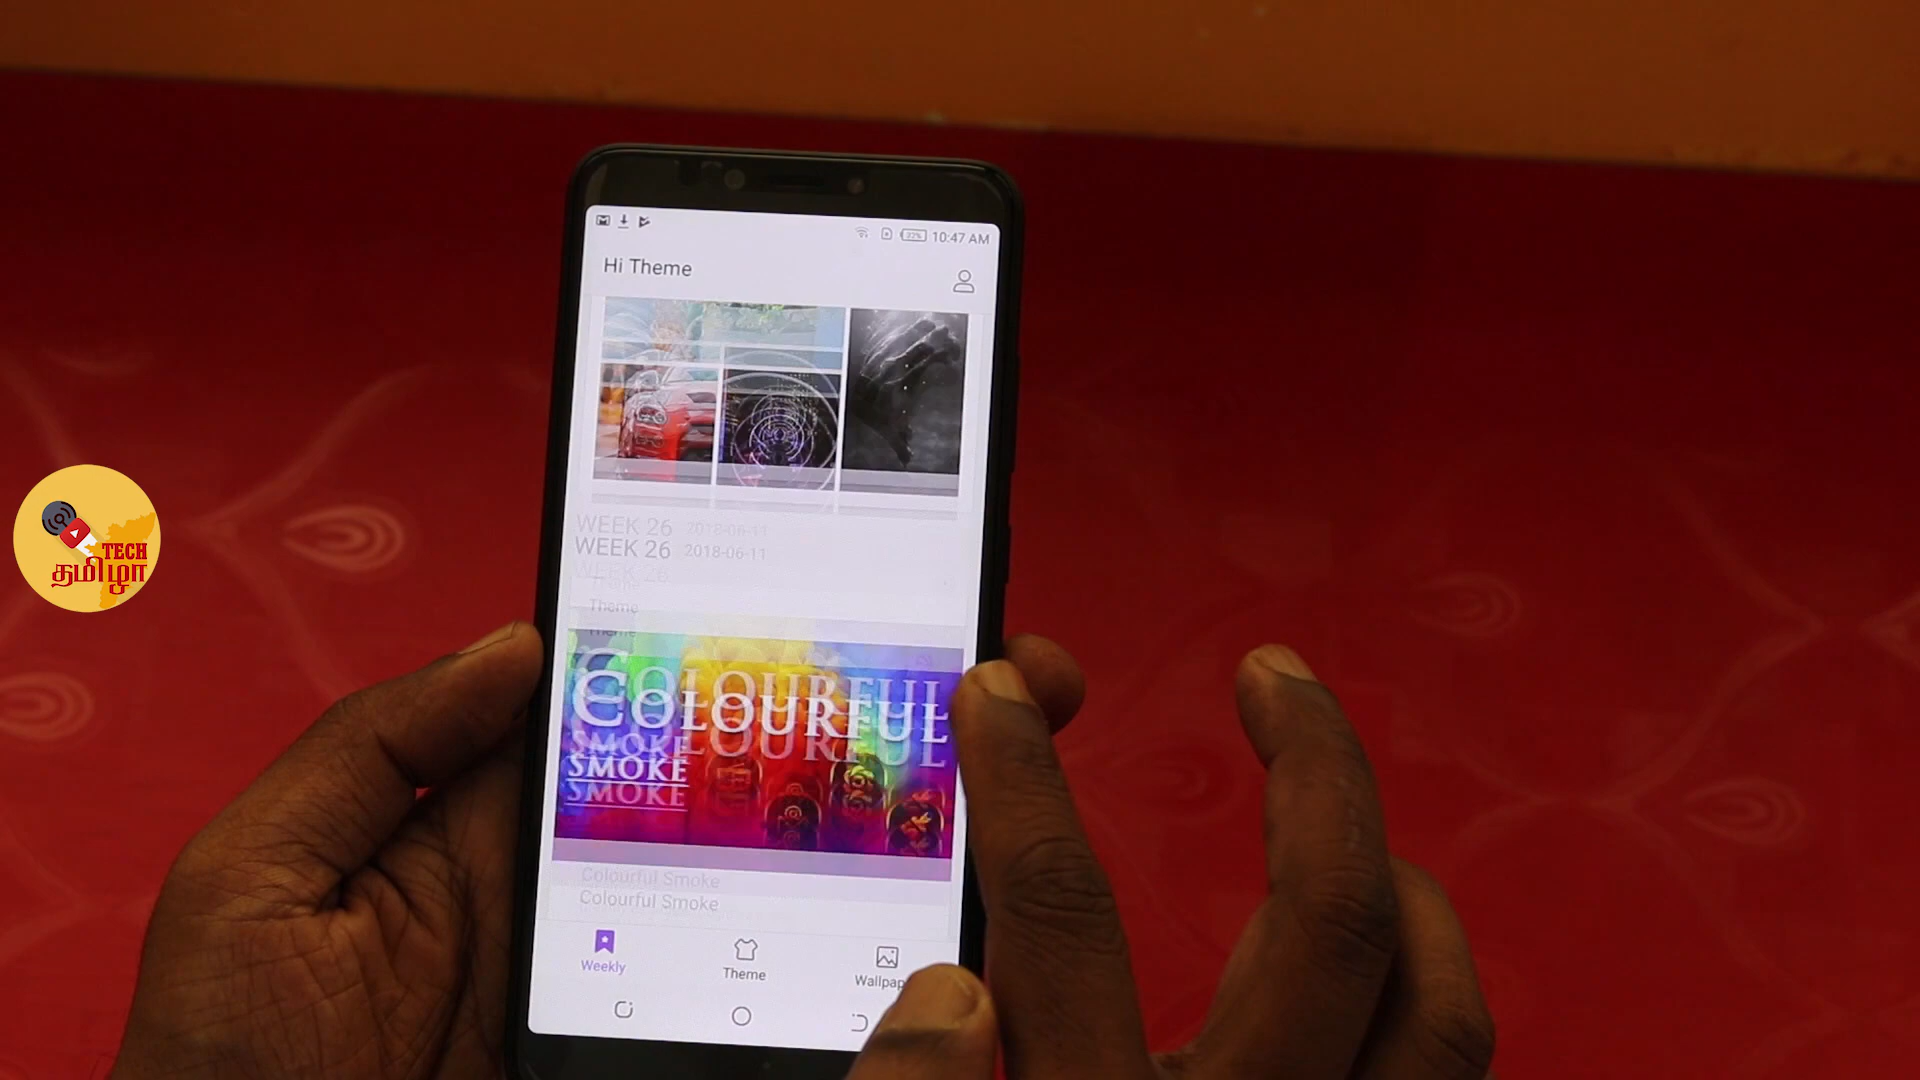 10:47 AM
Hi Theme
WEEK 26 2018-06-11
Theme
COLOURFUL
SMOKE
Colourful Smoke
Weekly
Theme
TECH
தமிழா